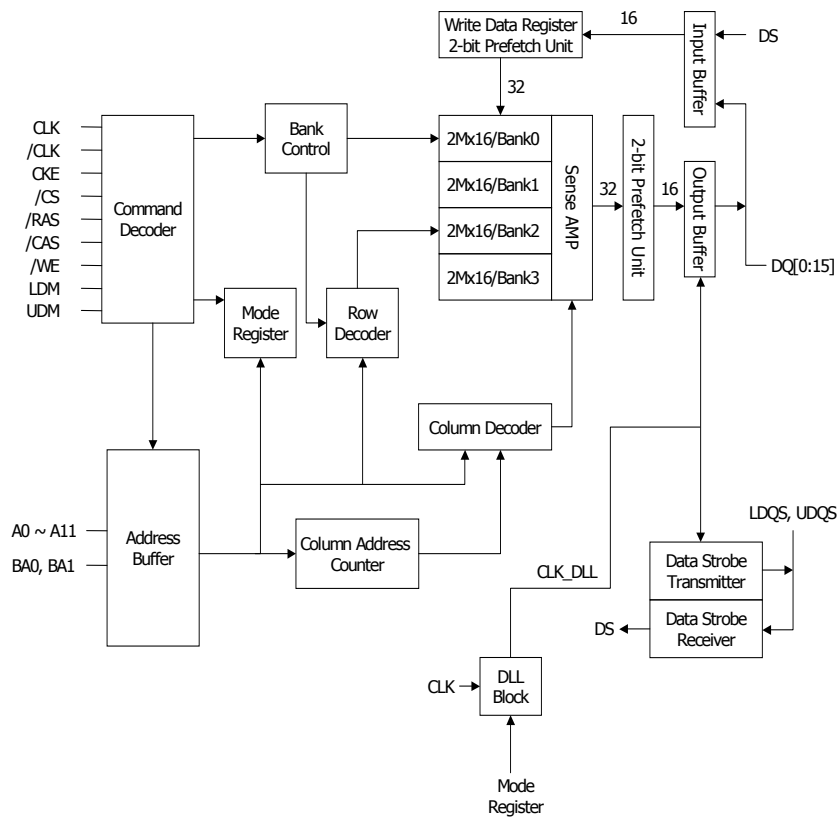 Write Data Register
2-bit Prefetch Unit
16
Input Buffer
DS
32
CLK
/CLK
CKE
/CS
/RAS
/CAS
/WE
LDM
UDM
Command
Decoder
Bank
Control
2Mx16/Bank0
2Mx16/Bank1
2Mx16/Bank2
2Mx16/Bank3
Sense AMP
32
2-bit Prefetch Unit
16
Output Buffer
DQ[0:15]
Mode
Register
Row
Decoder
Column Decoder
A0 ~ A11
BA0, BA1
Address
Buffer
Column Address
Counter
CLK_DLL
LDQS, UDQS
Data Strobe
Transmitter
Data Strobe
Receiver
DS
CLK
DLL
Block
Mode
Register